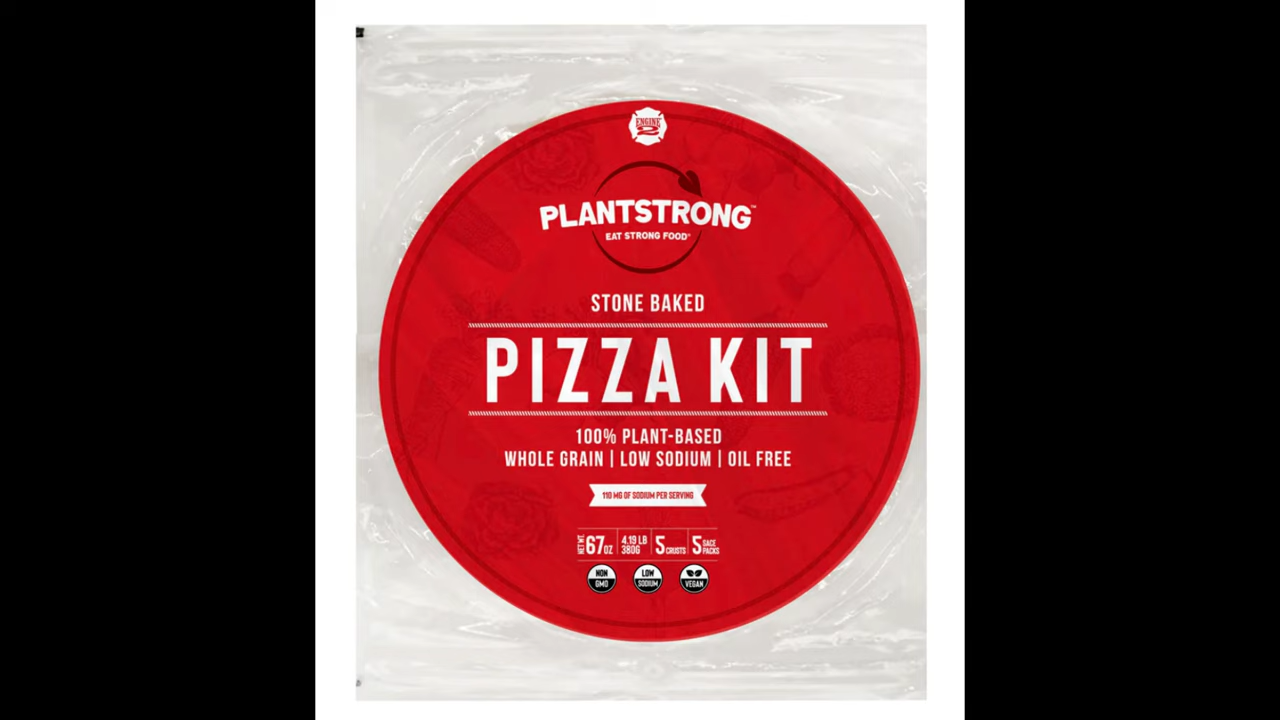 ENGINE
2
PLANTSTRONG™
EAT STRONG FOOD®
STONE BAKED
PIZZA KIT
100% PLANT-BASED
WHOLE GRAIN | LOW SODIUM | OIL FREE
110 MG OF SODIUM PER SERVING
NET WT. 67 OZ | 4.19 LB 380G | 5 CRUSTS | 5 SACE PACKS
NON GMO
LOW SODIUM
VEGAN